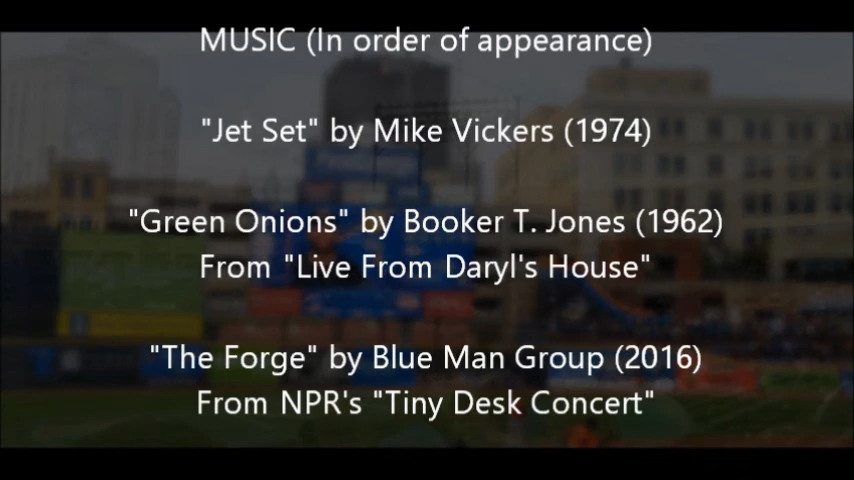 MUSIC (In order of appearance)
"Jet Set" by Mike Vickers (1974)
"Green Onions" by Booker T. Jones (1962)
From "Live From Daryl's House"
"The Forge" by Blue Man Group (2016)
From NPR's "Tiny Desk Concert"